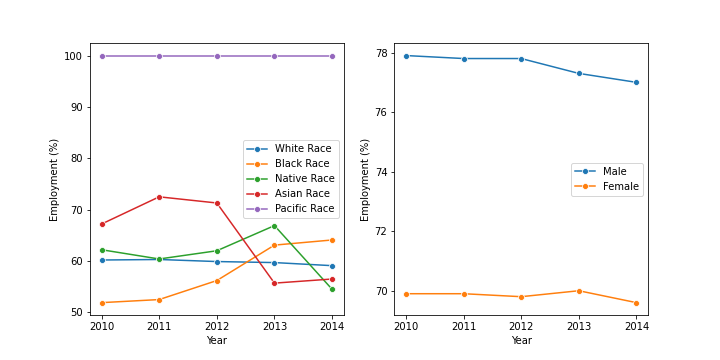 100
90
80
70
60
50
Employment (%)
2010 2011 2012 2013 2014
Year
White Race
Black Race
Native Race
Asian Race
Pacific Race
78
76
74
72
70
Employment (%)
2010 2011 2012 2013 2014
Year
Male
Female